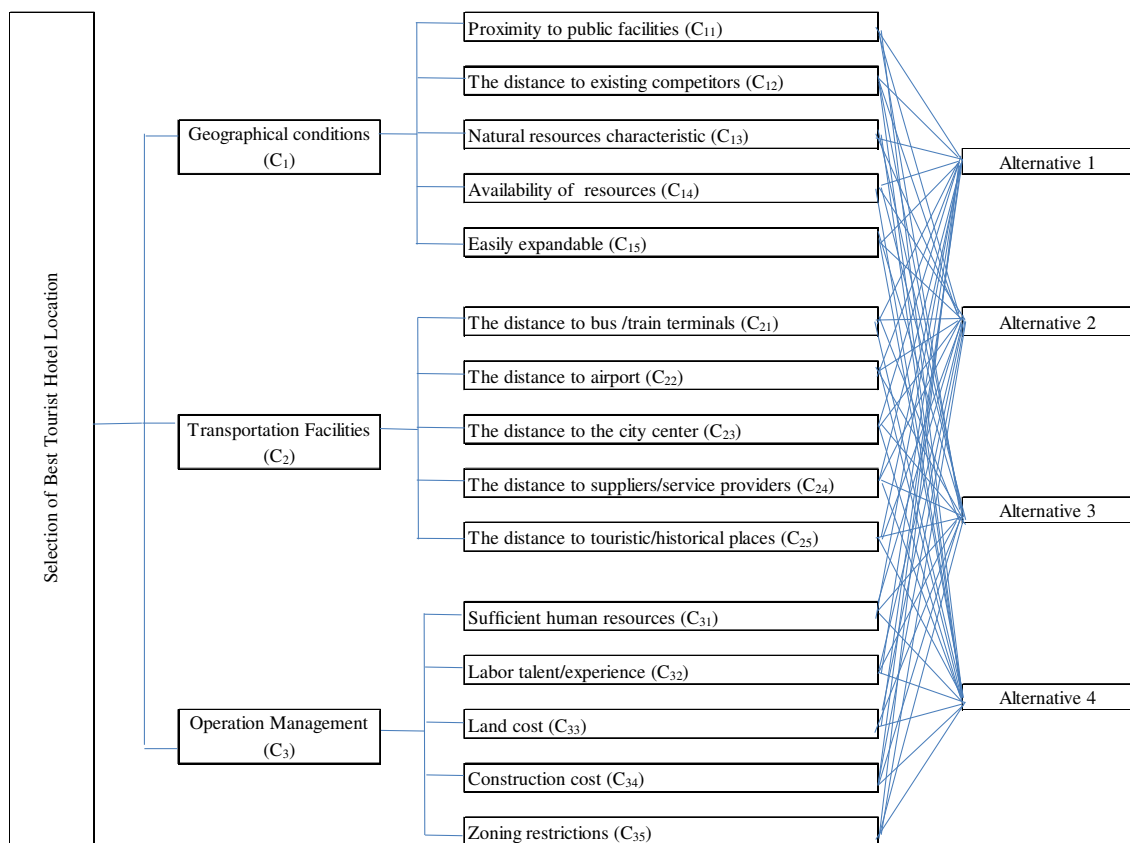 Selection of Best Tourist Hotel Location
Geographical conditions
(C₁)
Proximity to public facilities (C₁₁)
The distance to existing competitors (C₁₂)
Natural resources characteristic (C₁₃)
Availability of resources (C₁₄)
Easily expandable (C₁₅)
Transportation Facilities
(C₂)
The distance to bus /train terminals (C₂₁)
The distance to airport (C₂₂)
The distance to the city center (C₂₃)
The distance to suppliers/service providers (C₂₄)
The distance to touristic/historical places (C₂₅)
Operation Management
(C₃)
Sufficient human resources (C₃₁)
Labor talent/experience (C₃₂)
Land cost (C₃₃)
Construction cost (C₃₄)
Zoning restrictions (C₃₅)
Alternative 1
Alternative 2
Alternative 3
Alternative 4